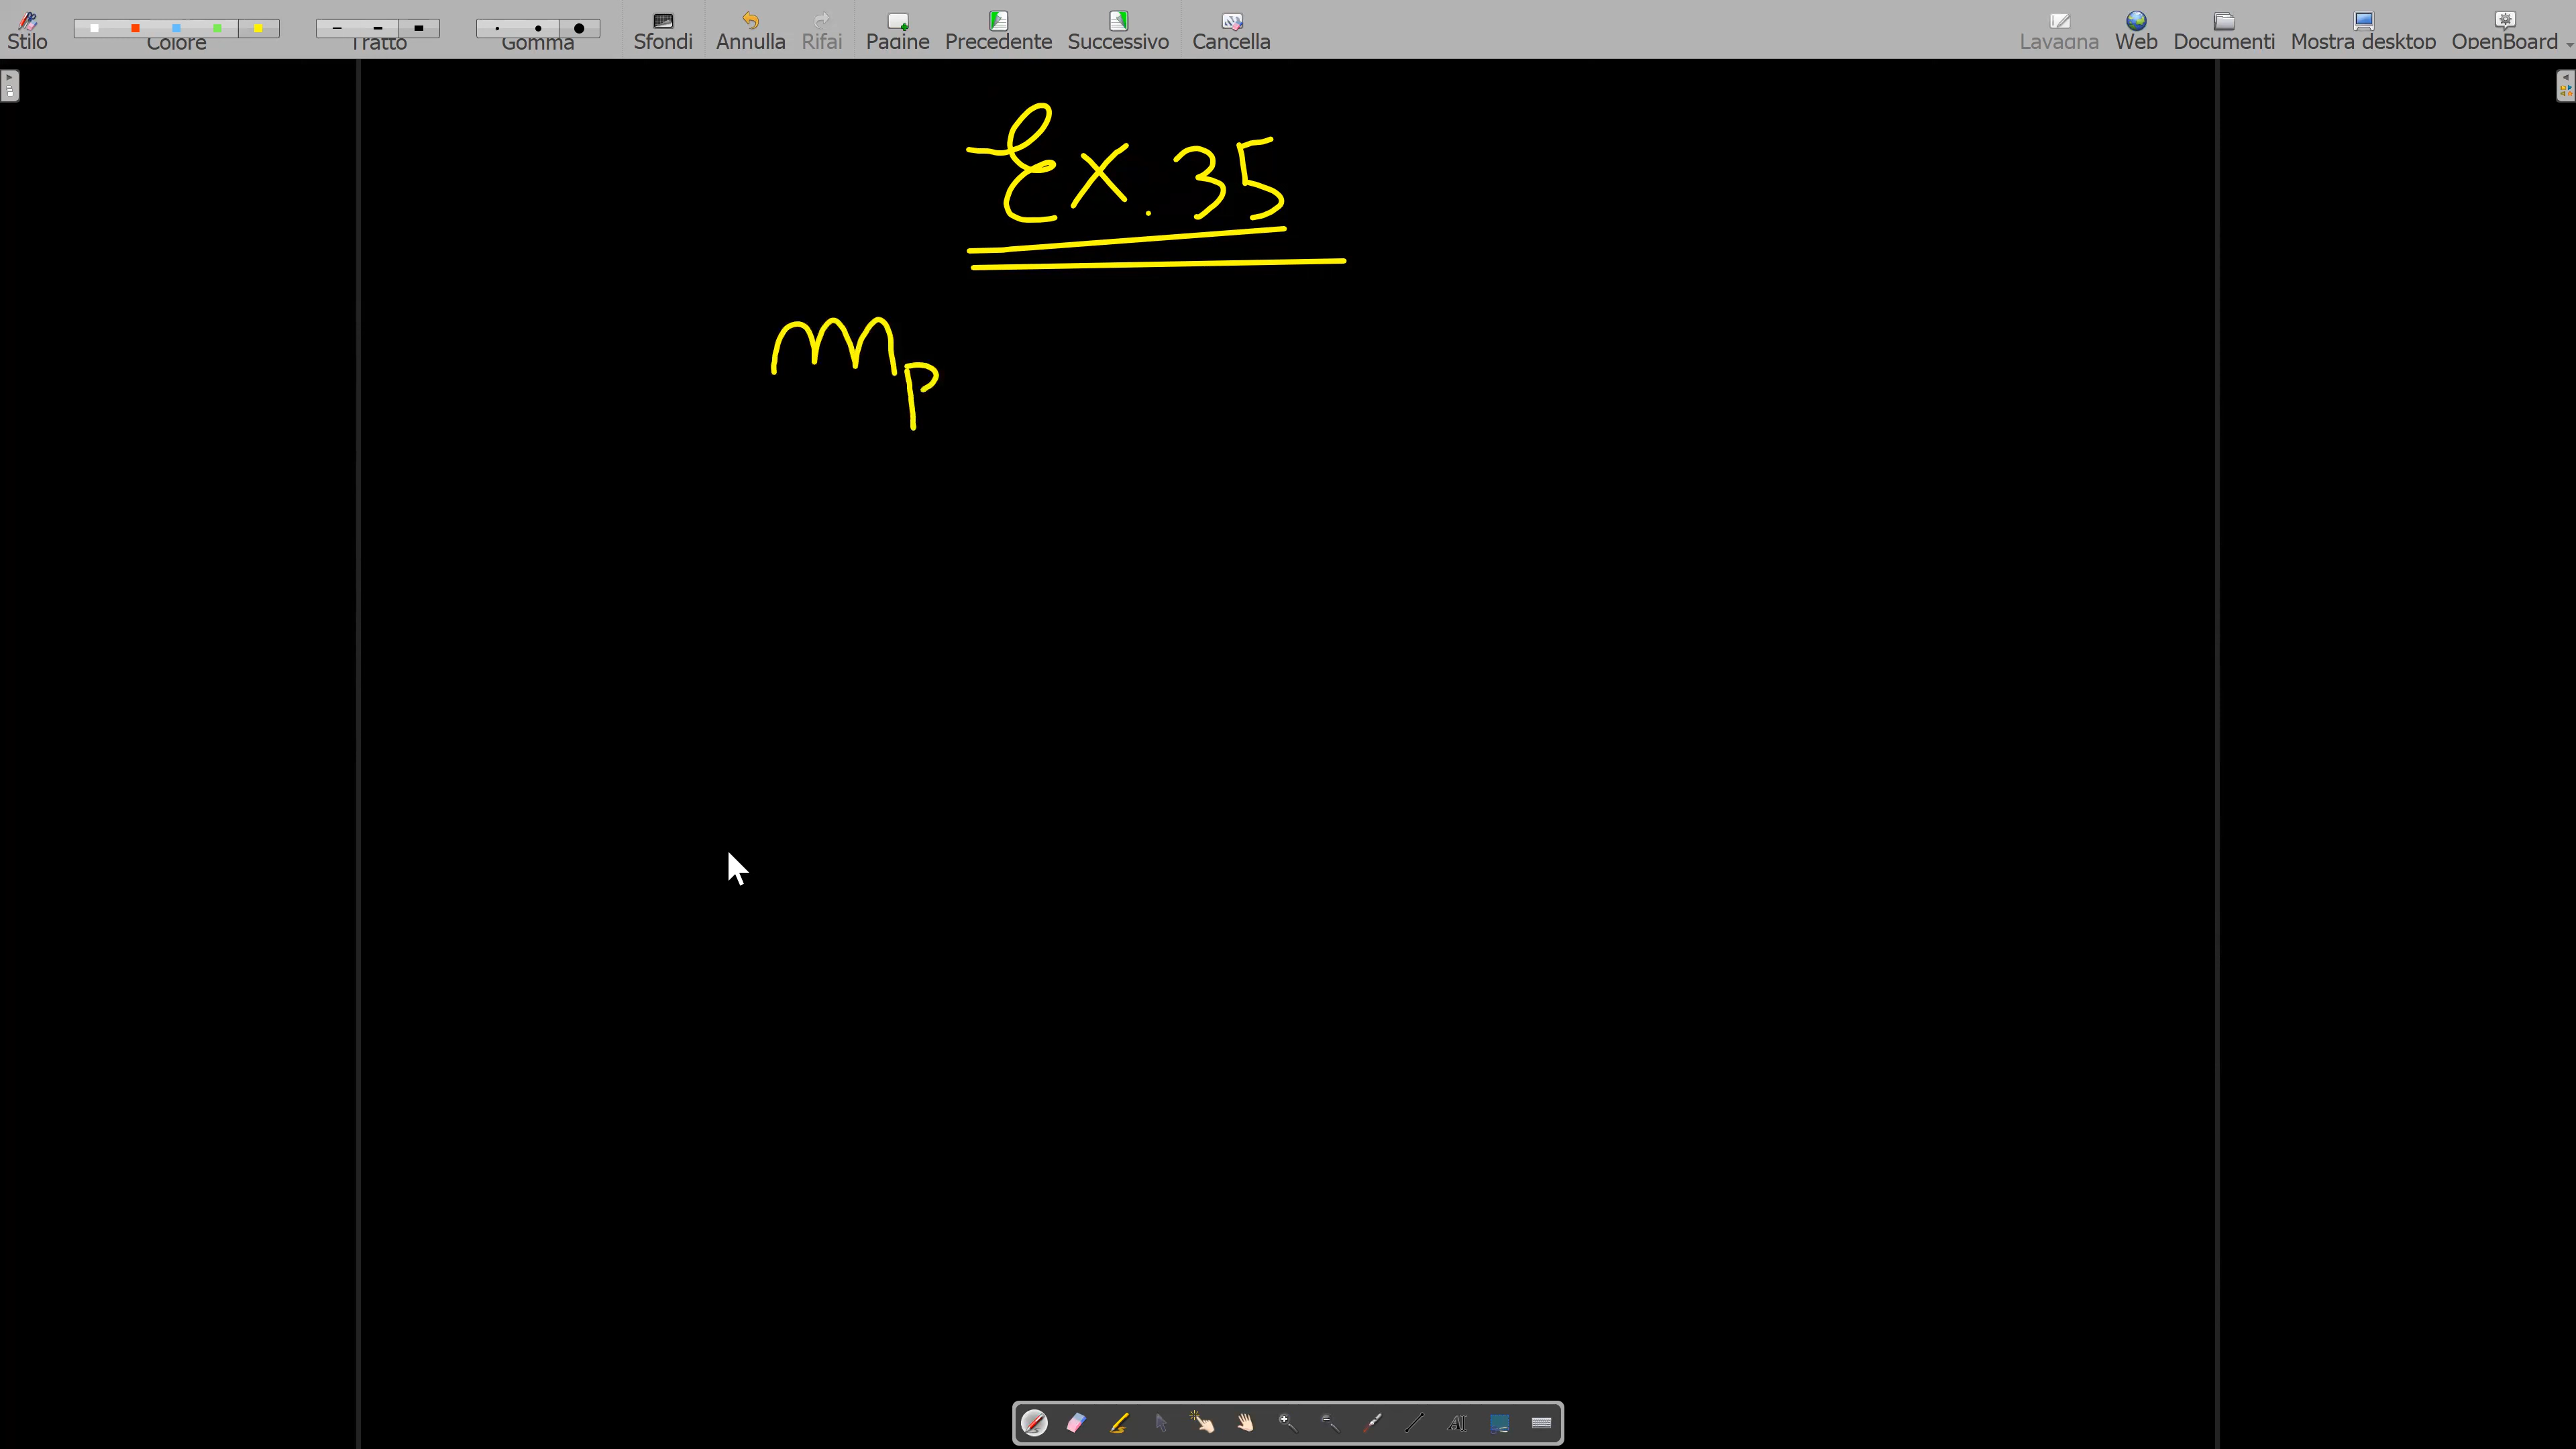 Stilo Colore Tratto Gomma Sfondi Annulla Rifai Pagine Precedente Successivo Cancella Lavagna Web Documenti Mostra desktop OpenBoard
Ex. 35
mp
AI